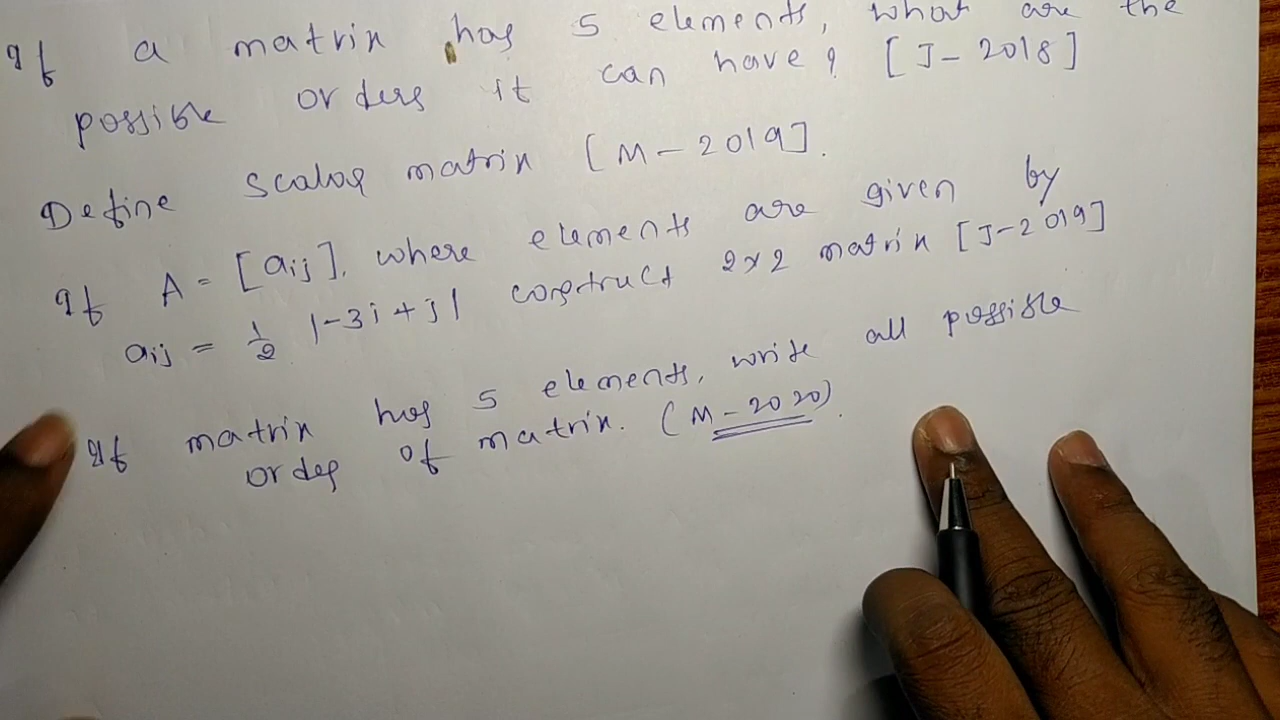 If a matrix has 5 elements, what are the
possible orders it can have? [J-2018]
Define scalar matrix [M-2019].
If A = [aij], where elements are given by
aij = 1/2 |-3i+j| construct 2x2 matrix [J-2019]
If matrix has 5 elements, write all possible
order of matrix. (M-2020).